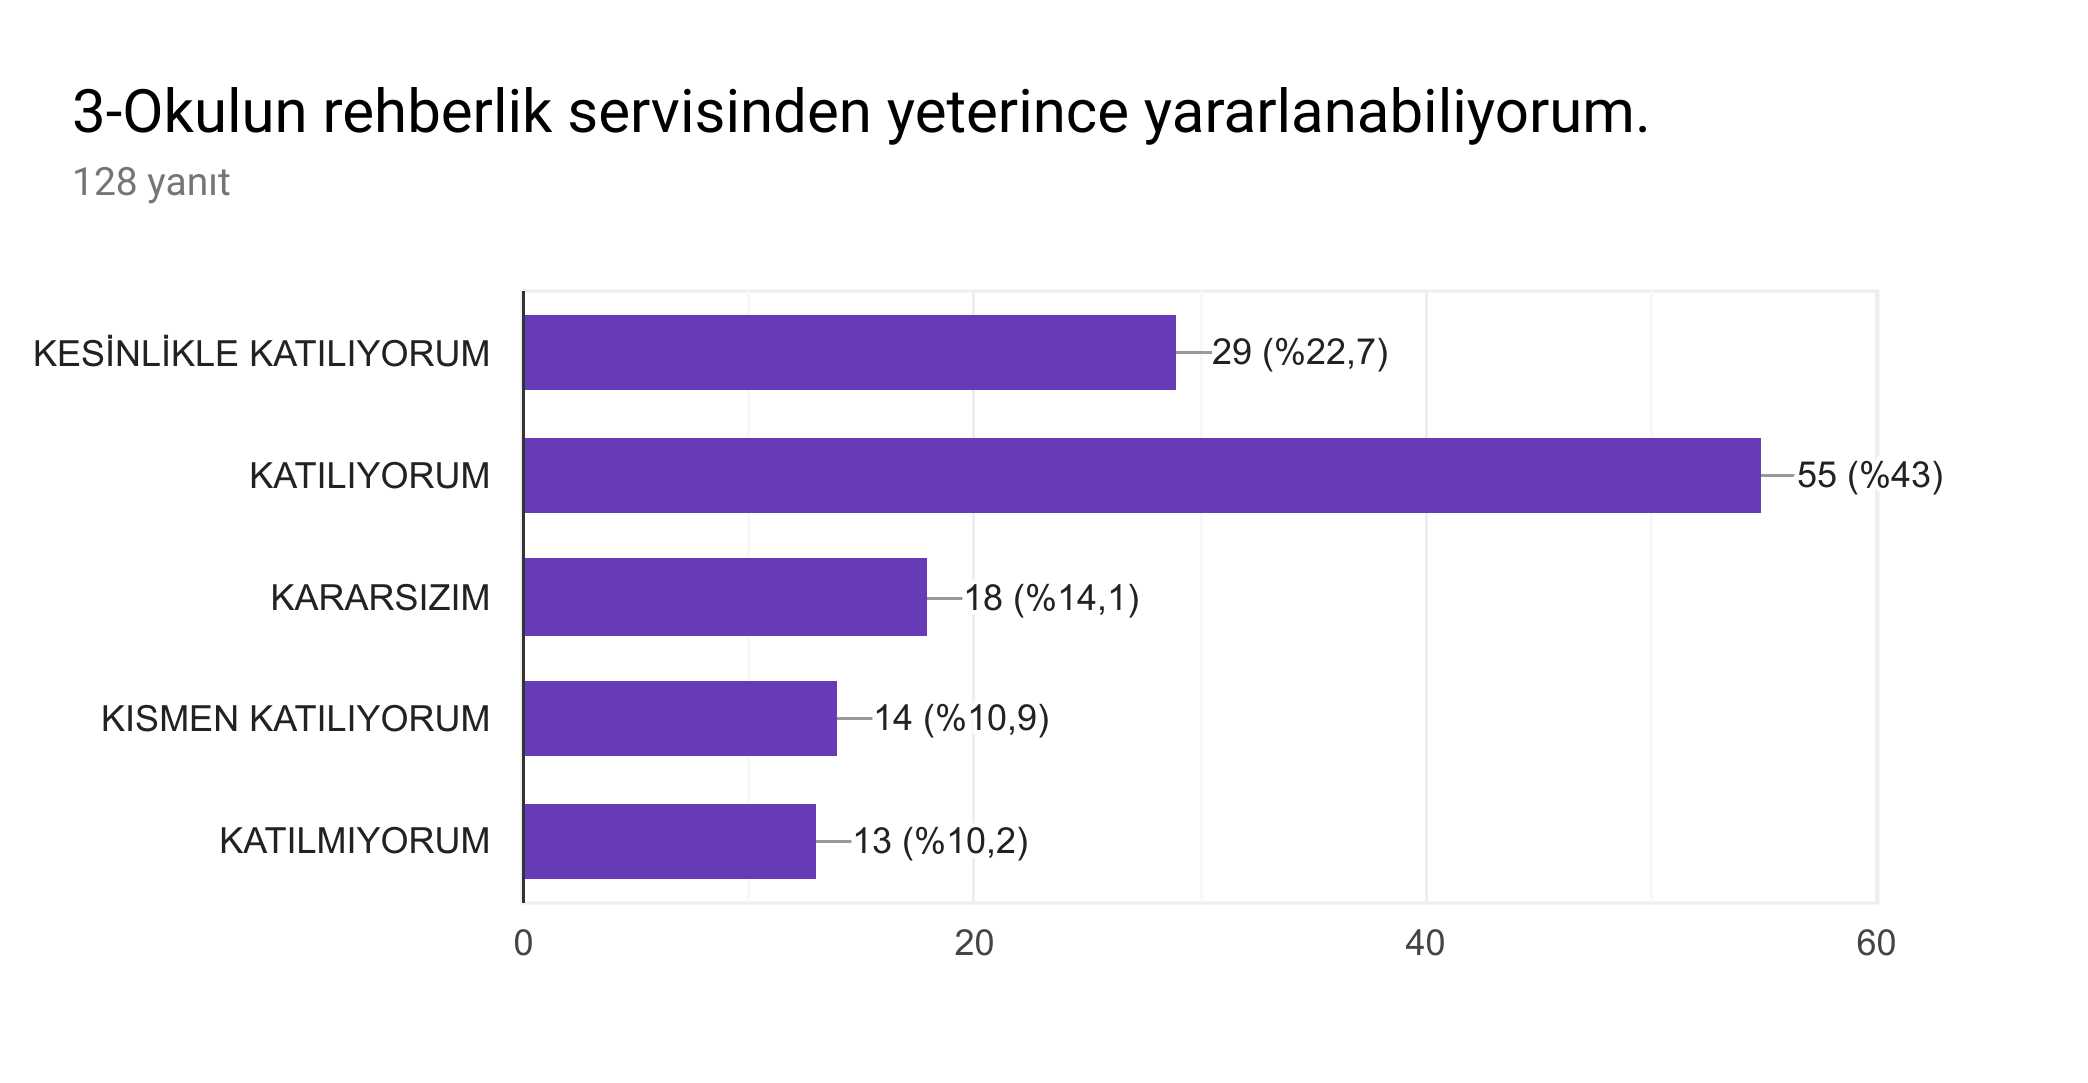 3-Okulun rehberlik servisinden yeterince yararlanabiliyorum.
128 yanıt
KESİNLİKLE KATILIYORUM 29 (%22,7)
KATILIYORUM 55 (%43)
KARARSIZIM 18 (%14,1)
KISMEN KATILIYORUM 14 (%10,9)
KATILMIYORUM 13 (%10,2)
0 20 40 60